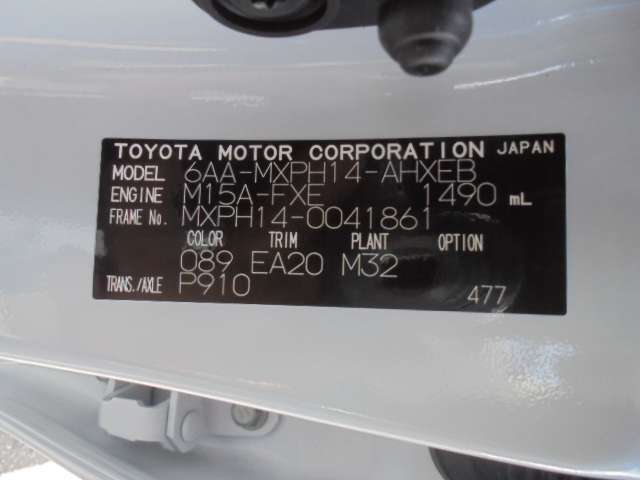 TOYOTA MOTOR CORPORATION JAPAN
MODEL 6AA-MXPH14-AHXEB
ENGINE M15A-FXE 1490 mL
FRAME No. MXPH14-0041861
COLOR TRIM PLANT OPTION
089 EA20 M32
TRANS./AXLE P910 477